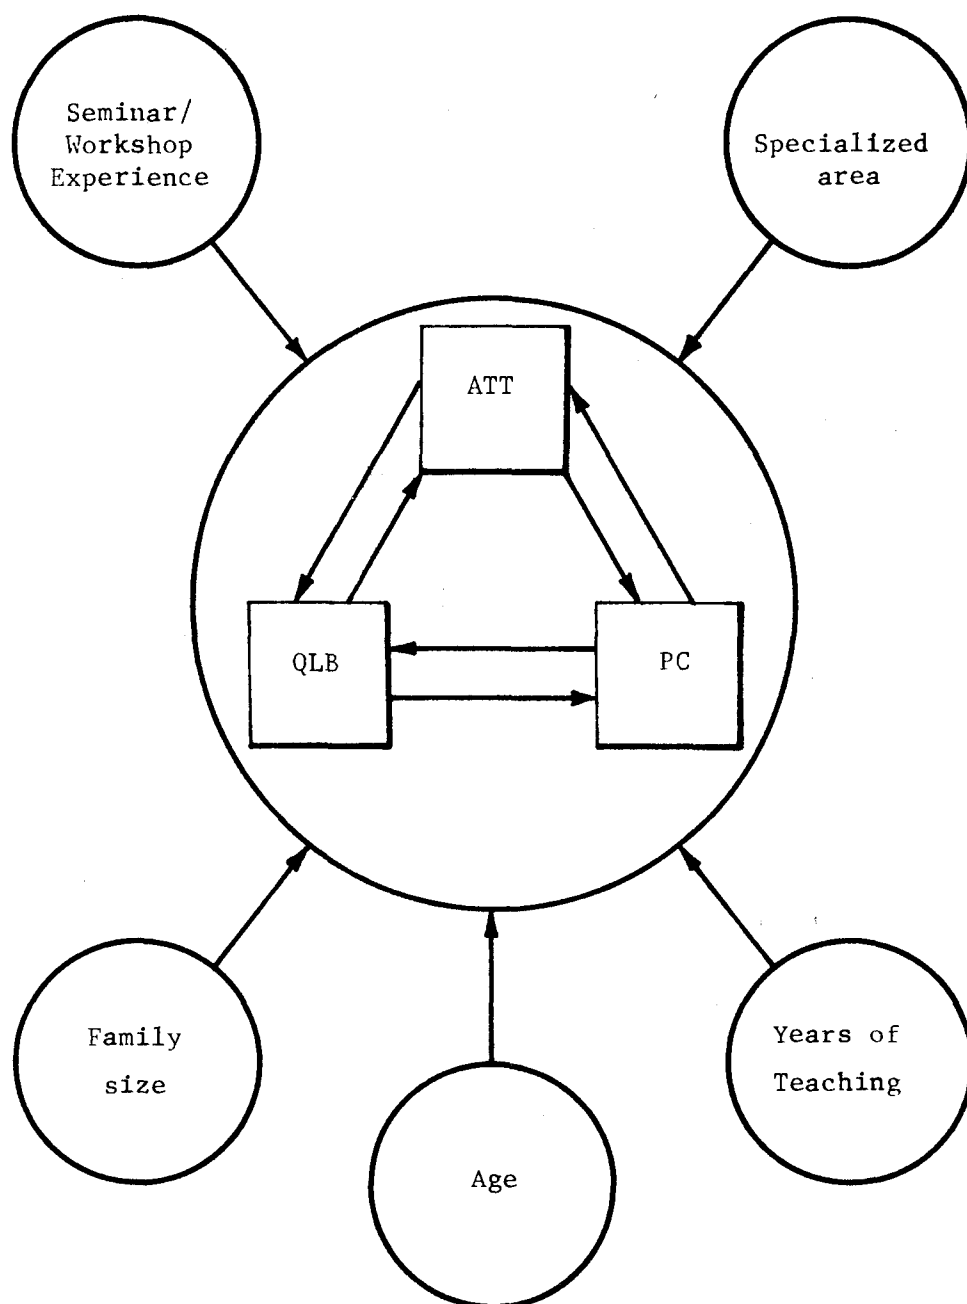 Seminar/
Workshop
Experience
Specialized
area
ATT
QLB
PC
Family
size
Years of
Teaching
Age